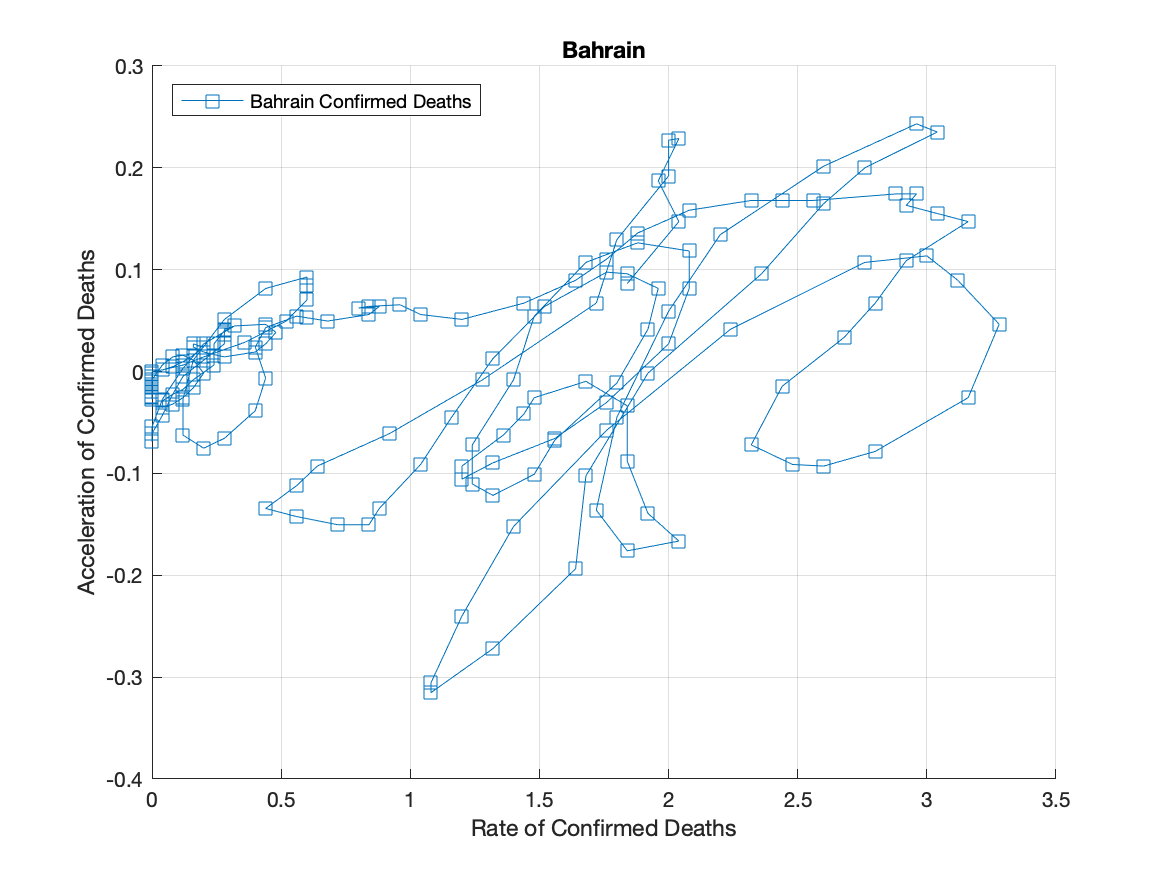 Bahrain
Bahrain Confirmed Deaths
0.3
0.2
0.1
0
-0.1
-0.2
-0.3
-0.4
Acceleration of Confirmed Deaths
0 0.5 1 1.5 2 2.5 3 3.5
Rate of Confirmed Deaths